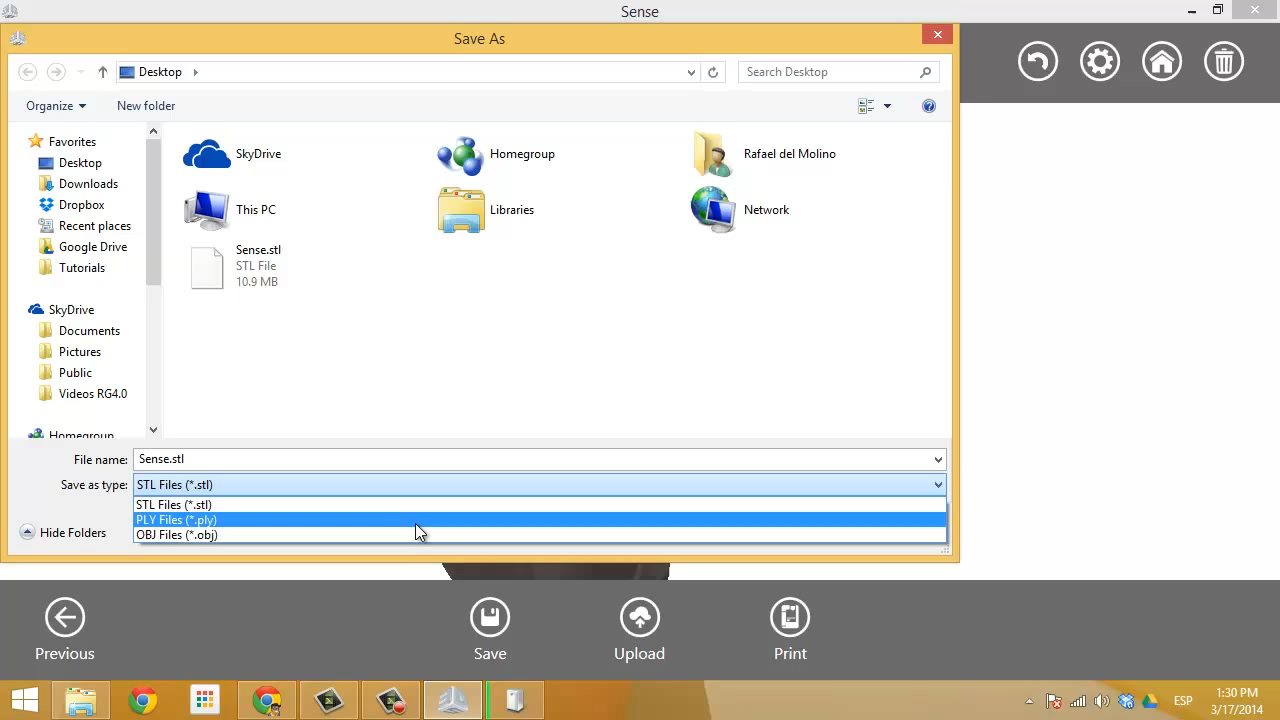 Sense
Save As
Desktop
Search Desktop
Organize
New folder
Favorites
Desktop
Downloads
Dropbox
Recent places
Google Drive
Tutorials
SkyDrive
Documents
Pictures
Public
Videos RG4.0
Homegroup
SkyDrive
Homegroup
Rafael del Molino
This PC
Libraries
Network
Sense.stl
STL File
10.9 MB
File name: Sense.stl
Save as type: STL Files (*.stl)
STL Files (*.stl)
PLY Files (*.ply)
OBJ Files (*.obj)
Hide Folders
Previous
Save
Upload
Print
ESP
1:30 PM
3/17/2014